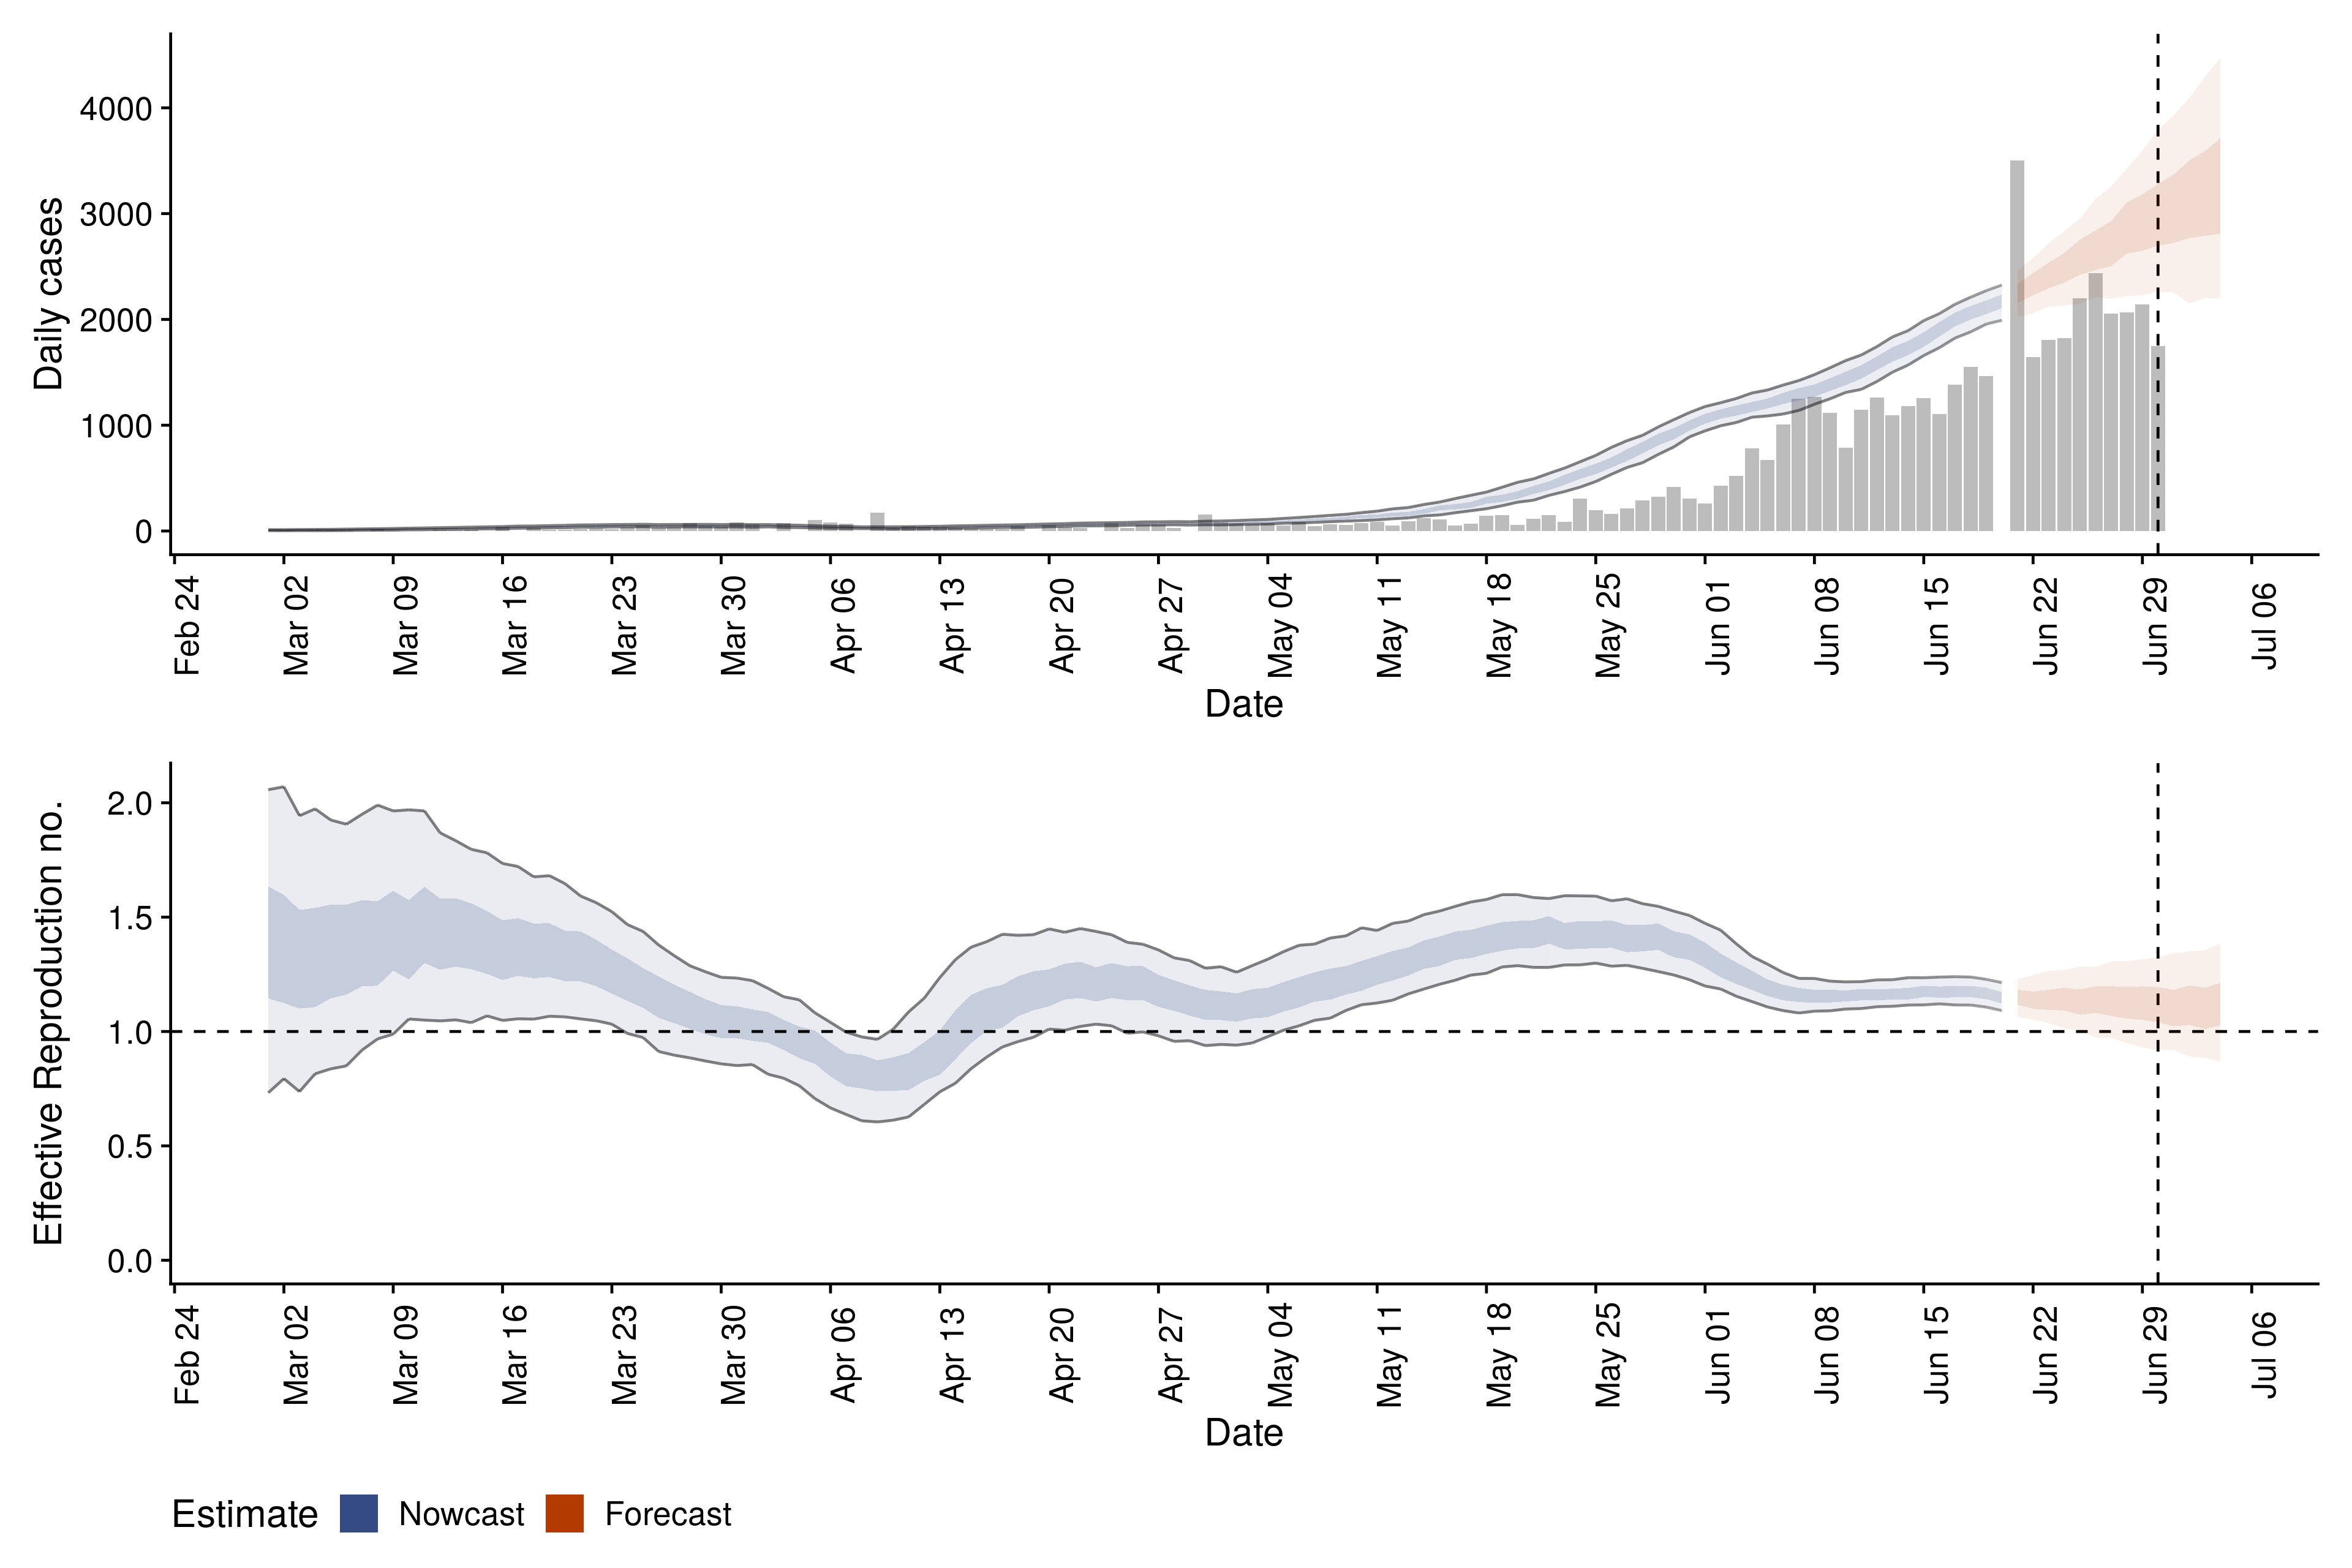 Daily cases
4000
3000
2000
1000
0
Feb 24
Mar 02
Mar 09
Mar 16
Mar 23
Mar 30
Apr 06
Apr 13
Apr 20
Apr 27
May 04
May 11
May 18
May 25
Jun 01
Jun 08
Jun 15
Jun 22
Jun 29
Jul 06
Date
Effective Reproduction no.
2.0
1.5
1.0
0.5
0.0
Feb 24
Mar 02
Mar 09
Mar 16
Mar 23
Mar 30
Apr 06
Apr 13
Apr 20
Apr 27
May 04
May 11
May 18
May 25
Jun 01
Jun 08
Jun 15
Jun 22
Jun 29
Jul 06
Date
Estimate Nowcast Forecast